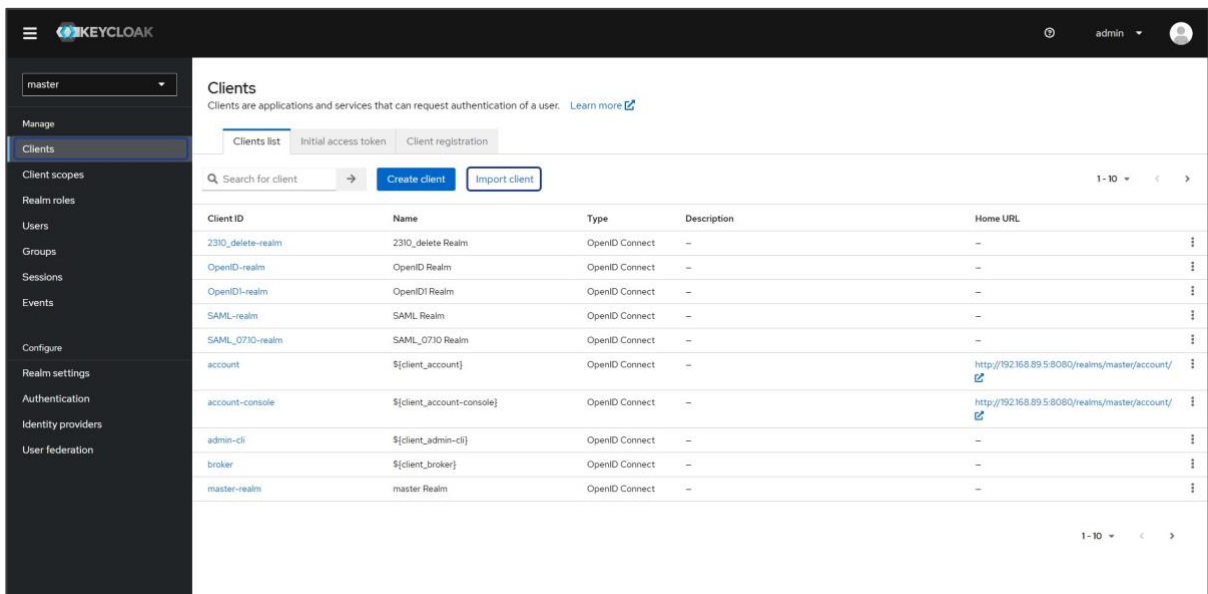 KEYCLOAK
admin
master
Manage
Clients
Client scopes
Realm roles
Users
Groups
Sessions
Events
Configure
Realm settings
Authentication
Identity providers
User federation
Clients
Clients are applications and services that can request authentication of a user. Learn more
Clients list Initial access token Client registration
Search for client Create client Import client 1 - 10
Client ID Name Type Description Home URL
2310_delete-realm 2310_delete Realm OpenID Connect – –
OpenID-realm OpenID Realm OpenID Connect – –
OpenID1-realm OpenID1 Realm OpenID Connect – –
SAML-realm SAML Realm OpenID Connect – –
SAML_0710-realm SAML_0710 Realm OpenID Connect – –
account ${client_account} OpenID Connect – http://192.168.89.5:8080/realms/master/account/
account-console ${client_account-console} OpenID Connect – http://192.168.89.5:8080/realms/master/account/
admin-cli ${client_admin-cli} OpenID Connect – –
broker ${client_broker} OpenID Connect – –
master-realm master Realm OpenID Connect – –
1 - 10